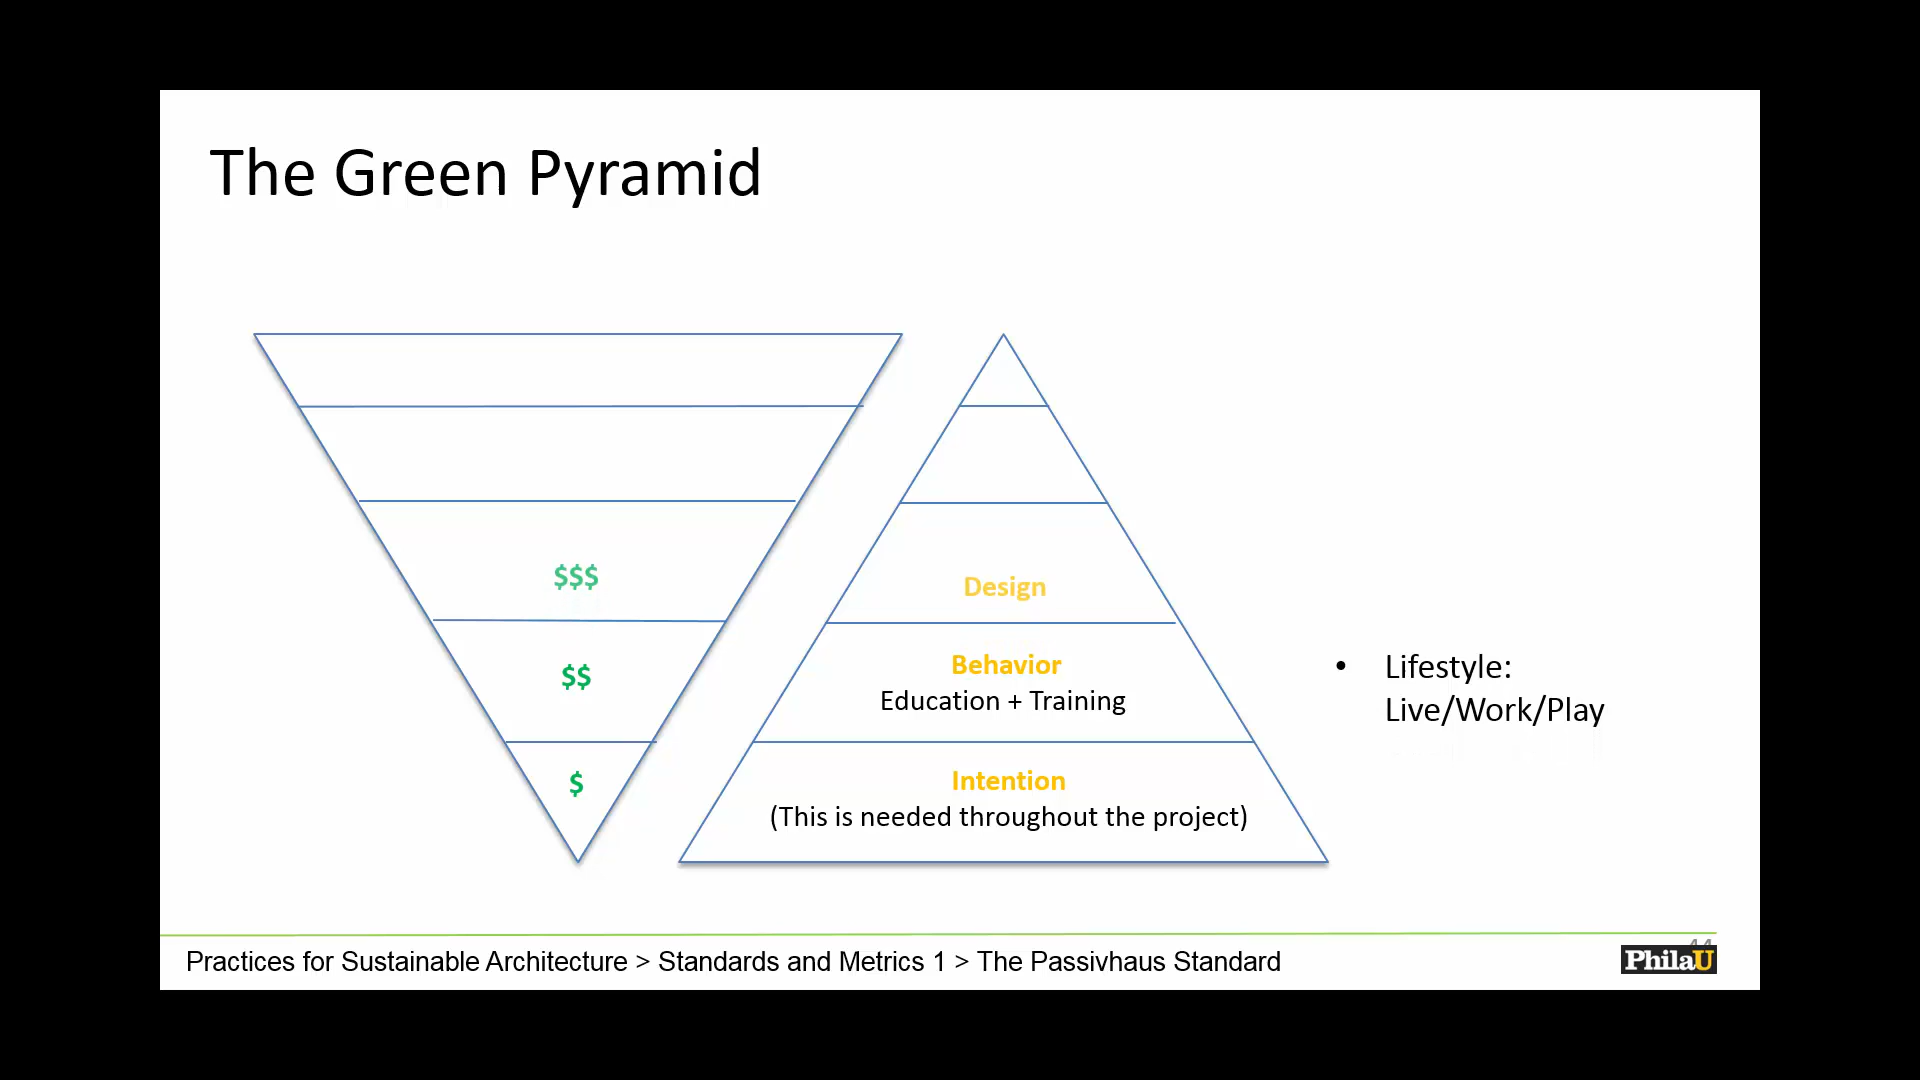 The Green Pyramid
$$$
$$
$
Design
Behavior
Education + Training
Intention
(This is needed throughout the project)
• Lifestyle:
Live/Work/Play
Practices for Sustainable Architecture > Standards and Metrics 1 > The Passivhaus Standard
PhilaU